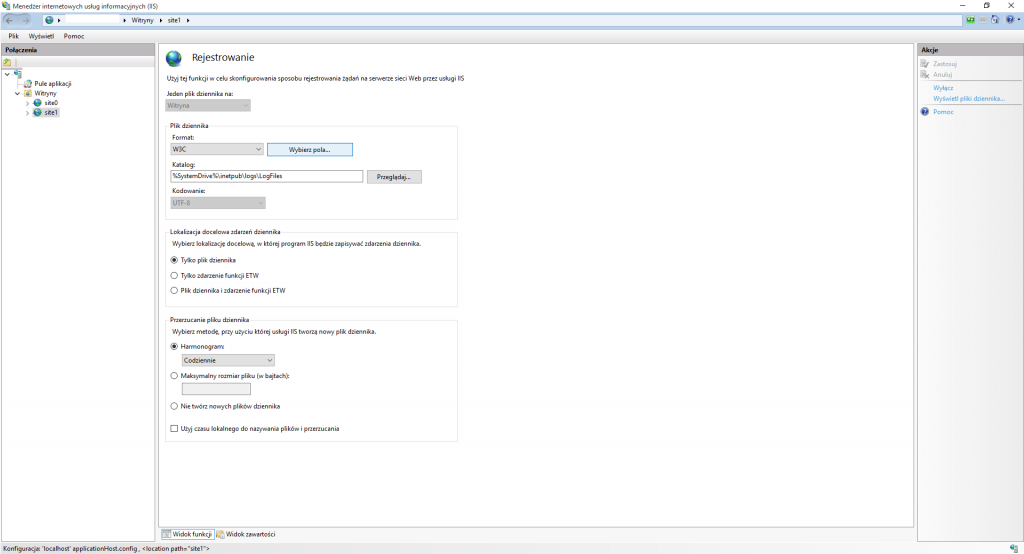 Menedżer internetowych usług informacyjnych (IIS)
Witryny
site1
Plik Wyświetl Pomoc
Połączenia
Pule aplikacji
Witryny
site0
site1
Rejestrowanie
Użyj tej funkcji w celu skonfigurowania sposobu rejestrowania żądań na serwerze sieci Web przez usługi IIS
Jeden plik dziennika na:
Witryna
Plik dziennika
Format:
W3C
Wybierz pola...
Katalog:
%SystemDrive%\inetpub\logs\LogFiles
Przeglądaj...
Kodowanie:
UTF-8
Lokalizacja docelowa zdarzeń dziennika
Wybierz lokalizację docelową, w której program IIS będzie zapisywać zdarzenia dziennika.
Tylko plik dziennika
Tylko zdarzenie funkcji ETW
Plik dziennika i zdarzenie funkcji ETW
Przerzucanie pliku dziennika
Wybierz metodę, przy użyciu której usługi IIS tworzą nowy plik dziennika.
Harmonogram:
Codziennie
Maksymalny rozmiar pliku (w bajtach):
Nie twórz nowych plików dziennika
Użyj czasu lokalnego do nazywania plików i przerzucania
Akcje
Zastosuj
Anuluj
Wyłącz
Wyświetl pliki dziennika...
Pomoc
Widok funkcji
Widok zawartości
Konfiguracja: 'localhost' applicationHost.config , <location path="site1">